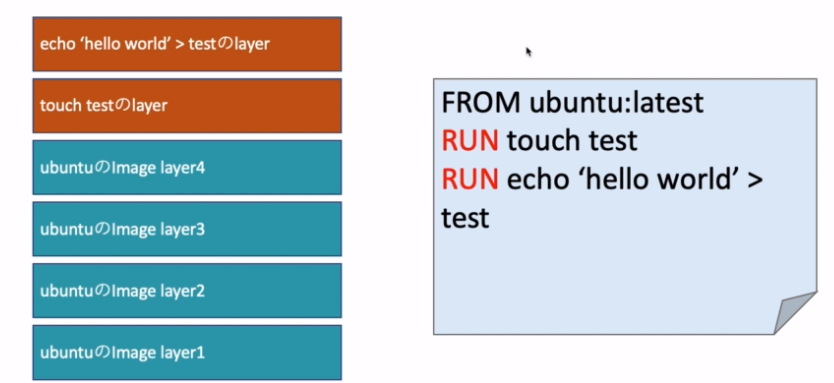 echo ‘hello world’ > testのlayer
touch testのlayer
ubuntuのImage layer4
ubuntuのImage layer3
ubuntuのImage layer2
ubuntuのImage layer1
FROM ubuntu:latest
RUN touch test
RUN echo ‘hello world’ >
test